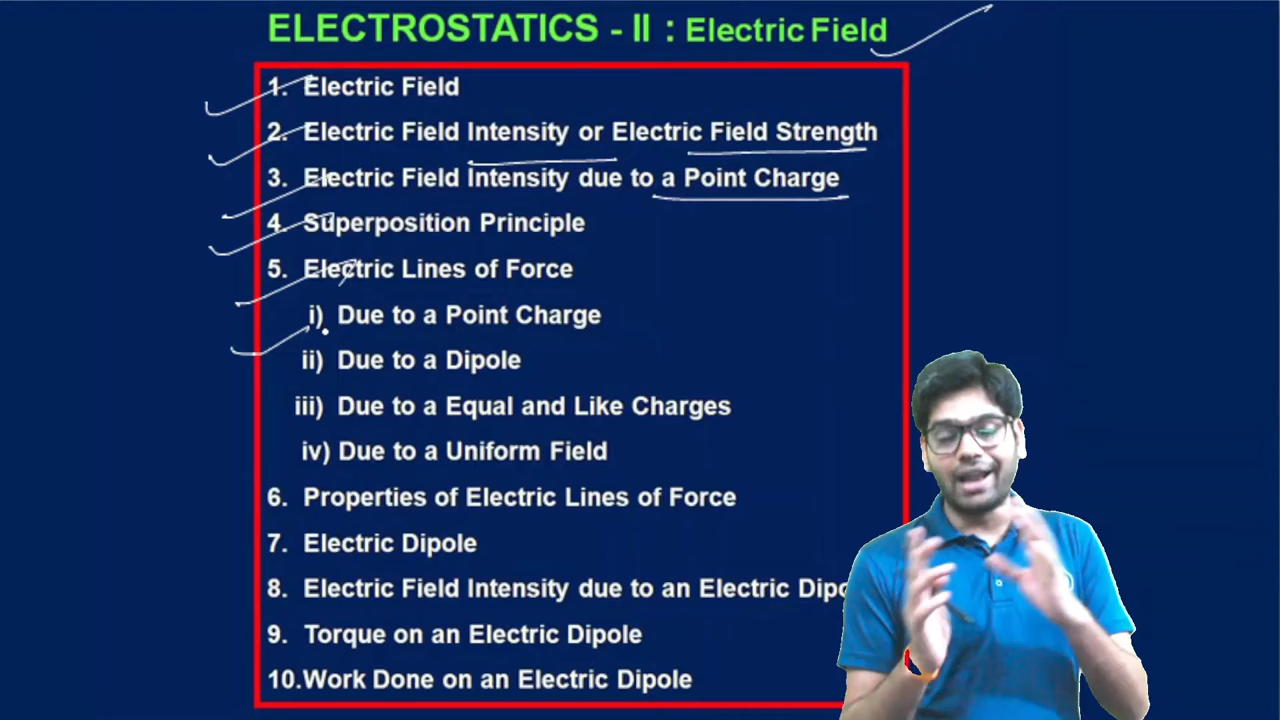 ELECTROSTATICS - II : Electric Field
1. Electric Field
2. Electric Field Intensity or Electric Field Strength
3. Electric Field Intensity due to a Point Charge
4. Superposition Principle
5. Electric Lines of Force
i) Due to a Point Charge
ii) Due to a Dipole
iii) Due to a Equal and Like Charges
iv) Due to a Uniform Field
6. Properties of Electric Lines of Force
7. Electric Dipole
8. Electric Field Intensity due to an Electric
9. Torque on an Electric Dipole
10.Work Done on an Electric Dipole